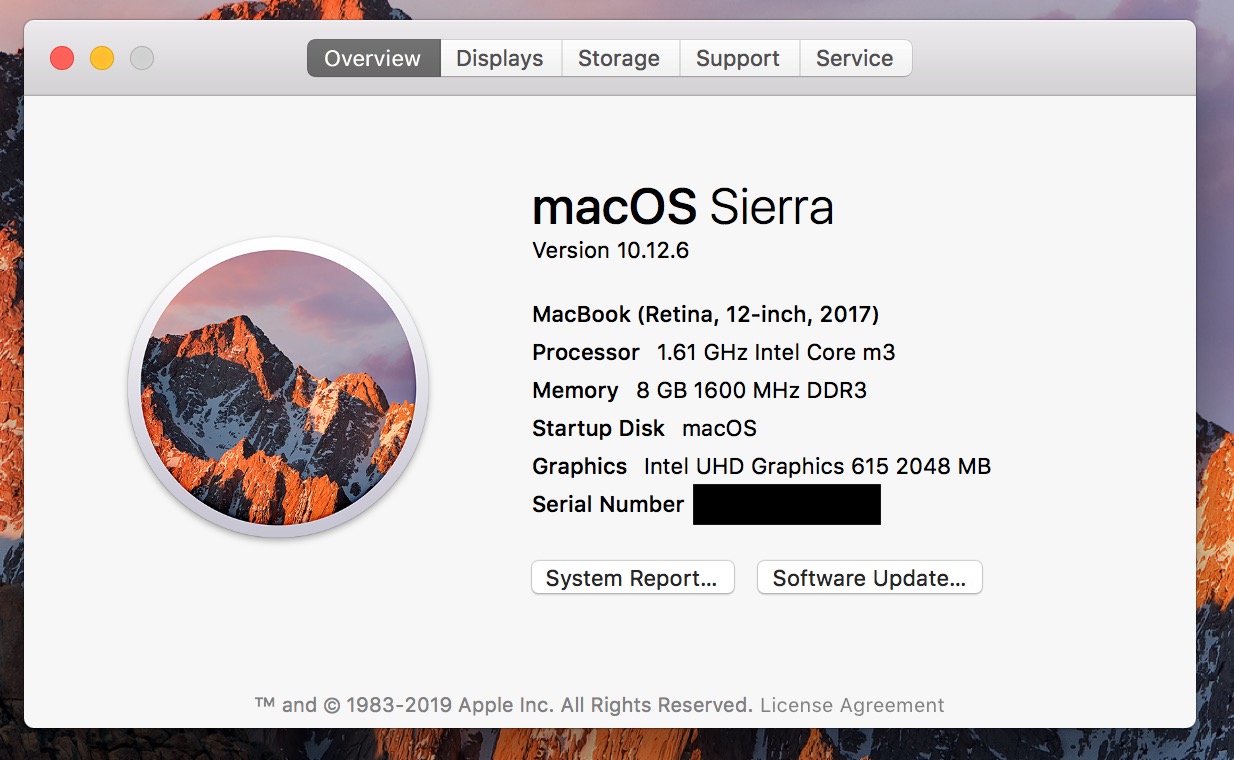 Overview Displays Storage Support Service
macOS Sierra
Version 10.12.6
MacBook (Retina, 12-inch, 2017)
Processor 1.61 GHz Intel Core m3
Memory 8 GB 1600 MHz DDR3
Startup Disk macOS
Graphics Intel UHD Graphics 615 2048 MB
Serial Number
System Report... Software Update...
™ and © 1983-2019 Apple Inc. All Rights Reserved. License Agreement